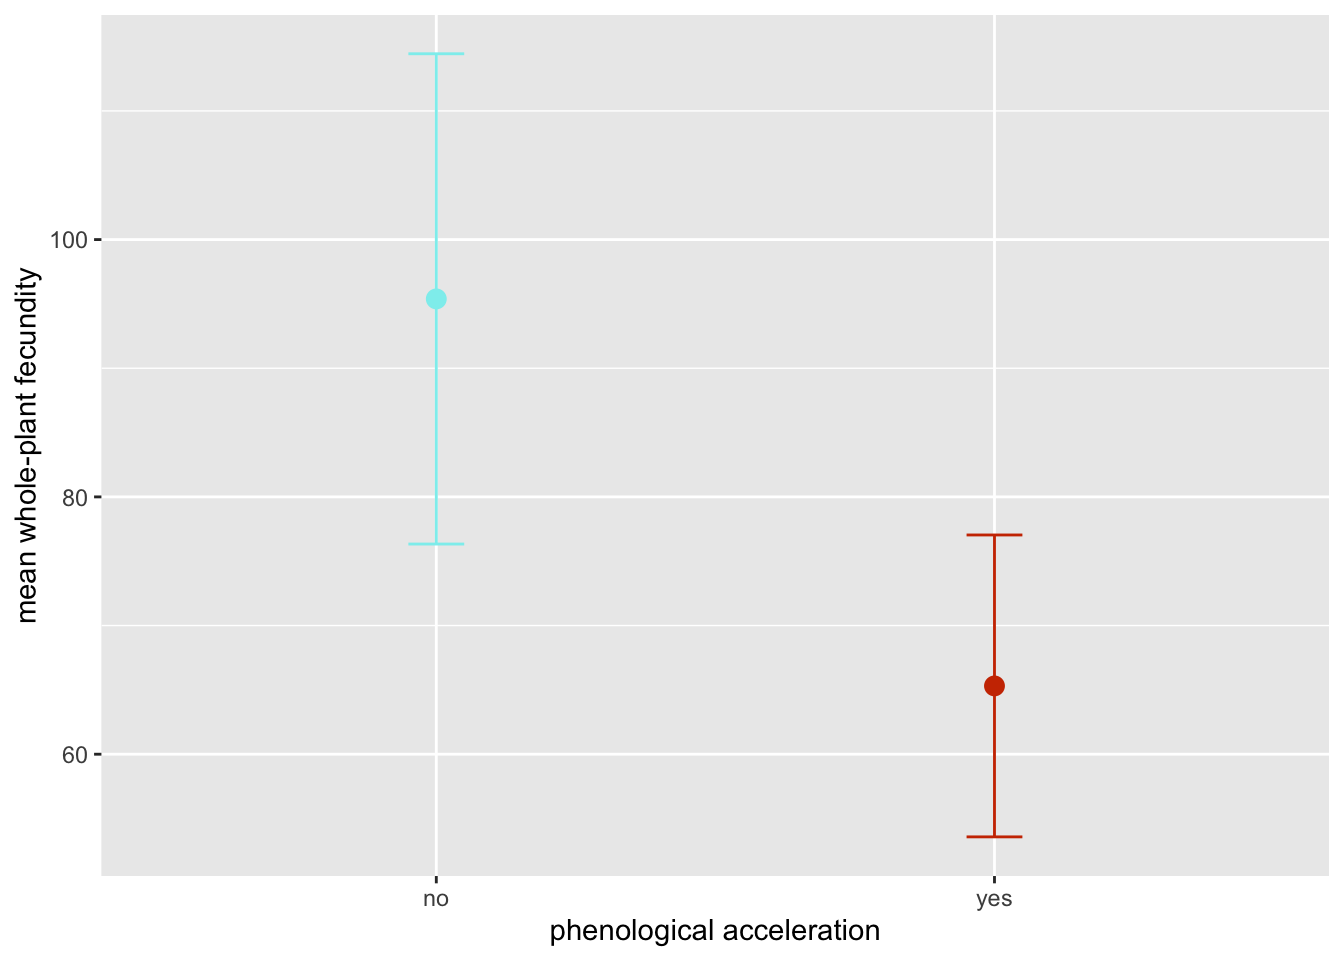 mean whole-plant fecundity
100
80
60
no
yes
phenological acceleration